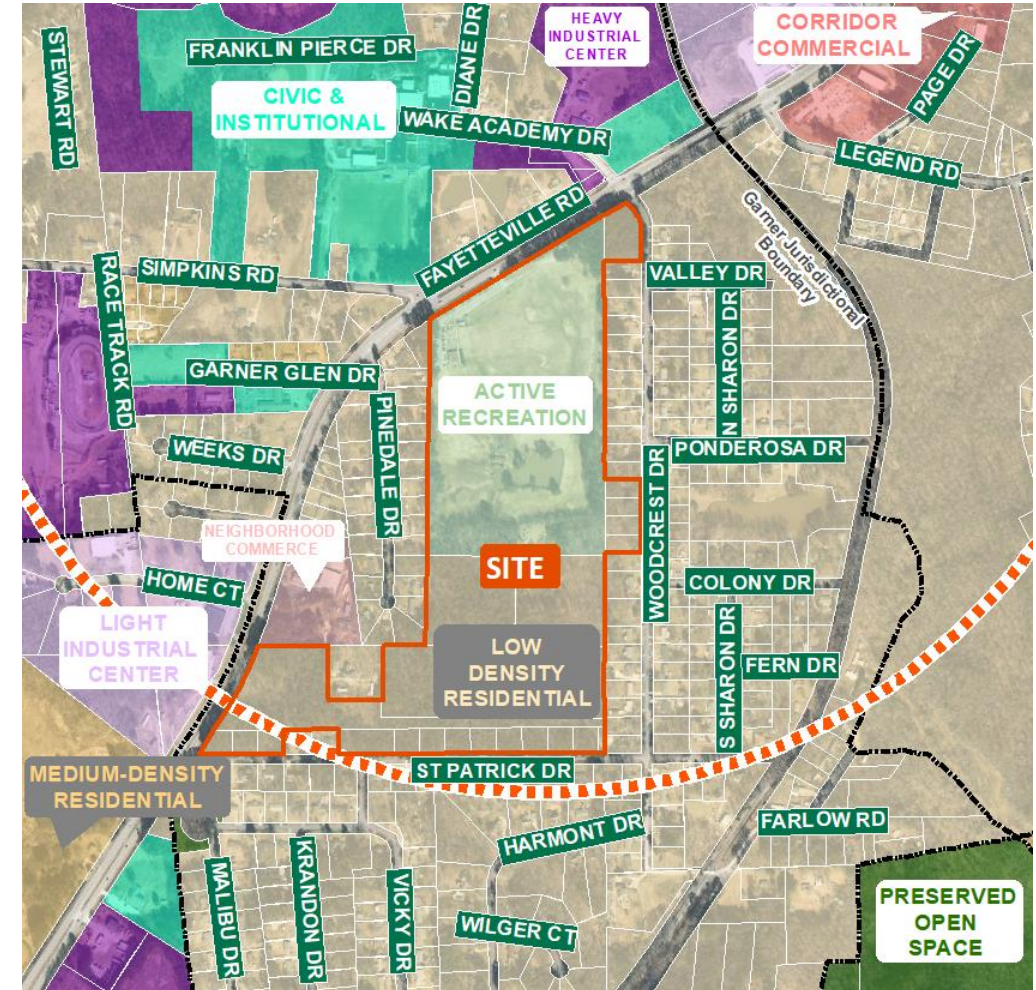 HEAVY
INDUSTRIAL
CENTER
CORRIDOR
COMMERCIAL
STEWART RD
FRANKLIN PIERCE DR
DIANE DR
PAGE DR
CIVIC &
INSTITUTIONAL
WAKE ACADEMY DR
LEGEND RD
FAYETTEVILLE RD
Garner Jurisdictional
Boundary
SIMPKINS RD
VALLEY DR
RACE TRACK RD
N SHARON DR
GARNER GLEN DR
ACTIVE
RECREATION
PINEDALE DR
WEEKS DR
PONDEROSA DR
WOODCREST DR
NEIGHBORHOOD
COMMERCE
SITE
HOME CT
COLONY DR
LIGHT
INDUSTRIAL
CENTER
LOW
DENSITY
RESIDENTIAL
S SHARON DR
FERN DR
ST PATRICK DR
MEDIUM-DENSITY
RESIDENTIAL
HARMONT DR
FARLOW RD
MALIBU DR
KRANDON DR
VICKY DR
WILGER CT
PRESERVED
OPEN
SPACE